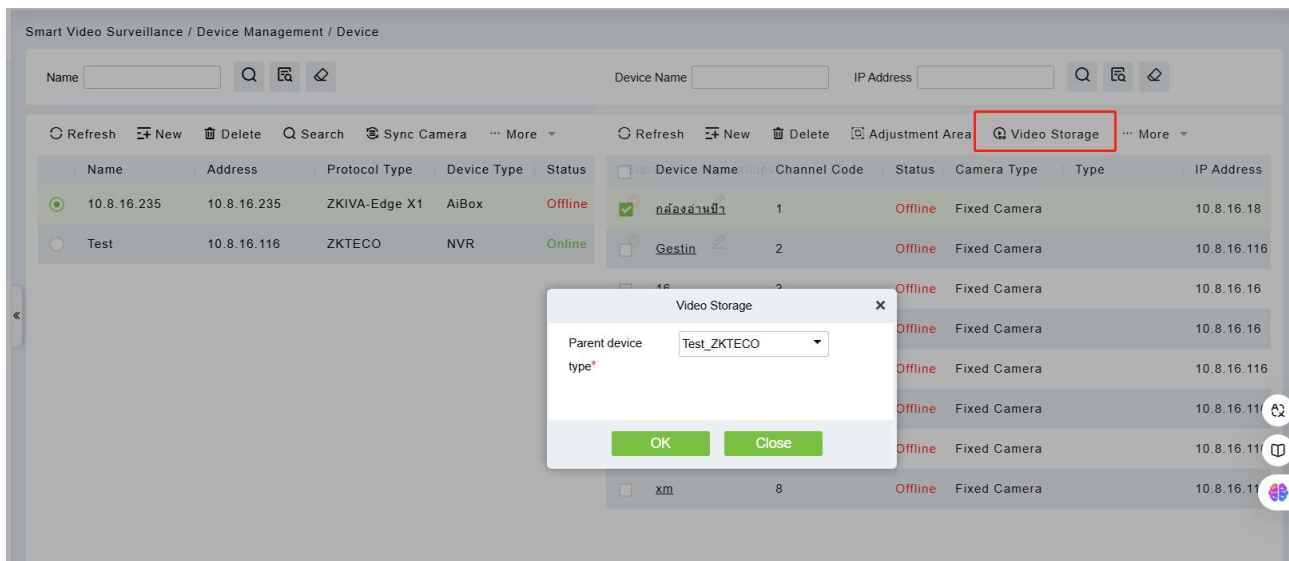 Smart Video Surveillance / Device Management / Device
Name Device Name IP Address
Refresh New Delete Search Sync Camera ··· More Refresh New Delete Adjustment Area Video Storage ··· More
Name Address Protocol Type Device Type Status Device Name Channel Code Status Camera Type Type IP Address
10.8.16.235 10.8.16.235 ZKIVA-Edge X1 AiBox Offline กล้องอ่านป้า 1 Offline Fixed Camera 10.8.16.18
Test 10.8.16.116 ZKTECO NVR Online Gestin 2 Offline Fixed Camera 10.8.16.116
Offline Fixed Camera 10.8.16.16
Video Storage ×
Offline Fixed Camera 10.8.16.16
Parent device Test_ZKTECO
type*
Offline Fixed Camera 10.8.16.116
Offline Fixed Camera
OK Close
Offline Fixed Camera
xm 8 Offline Fixed Camera